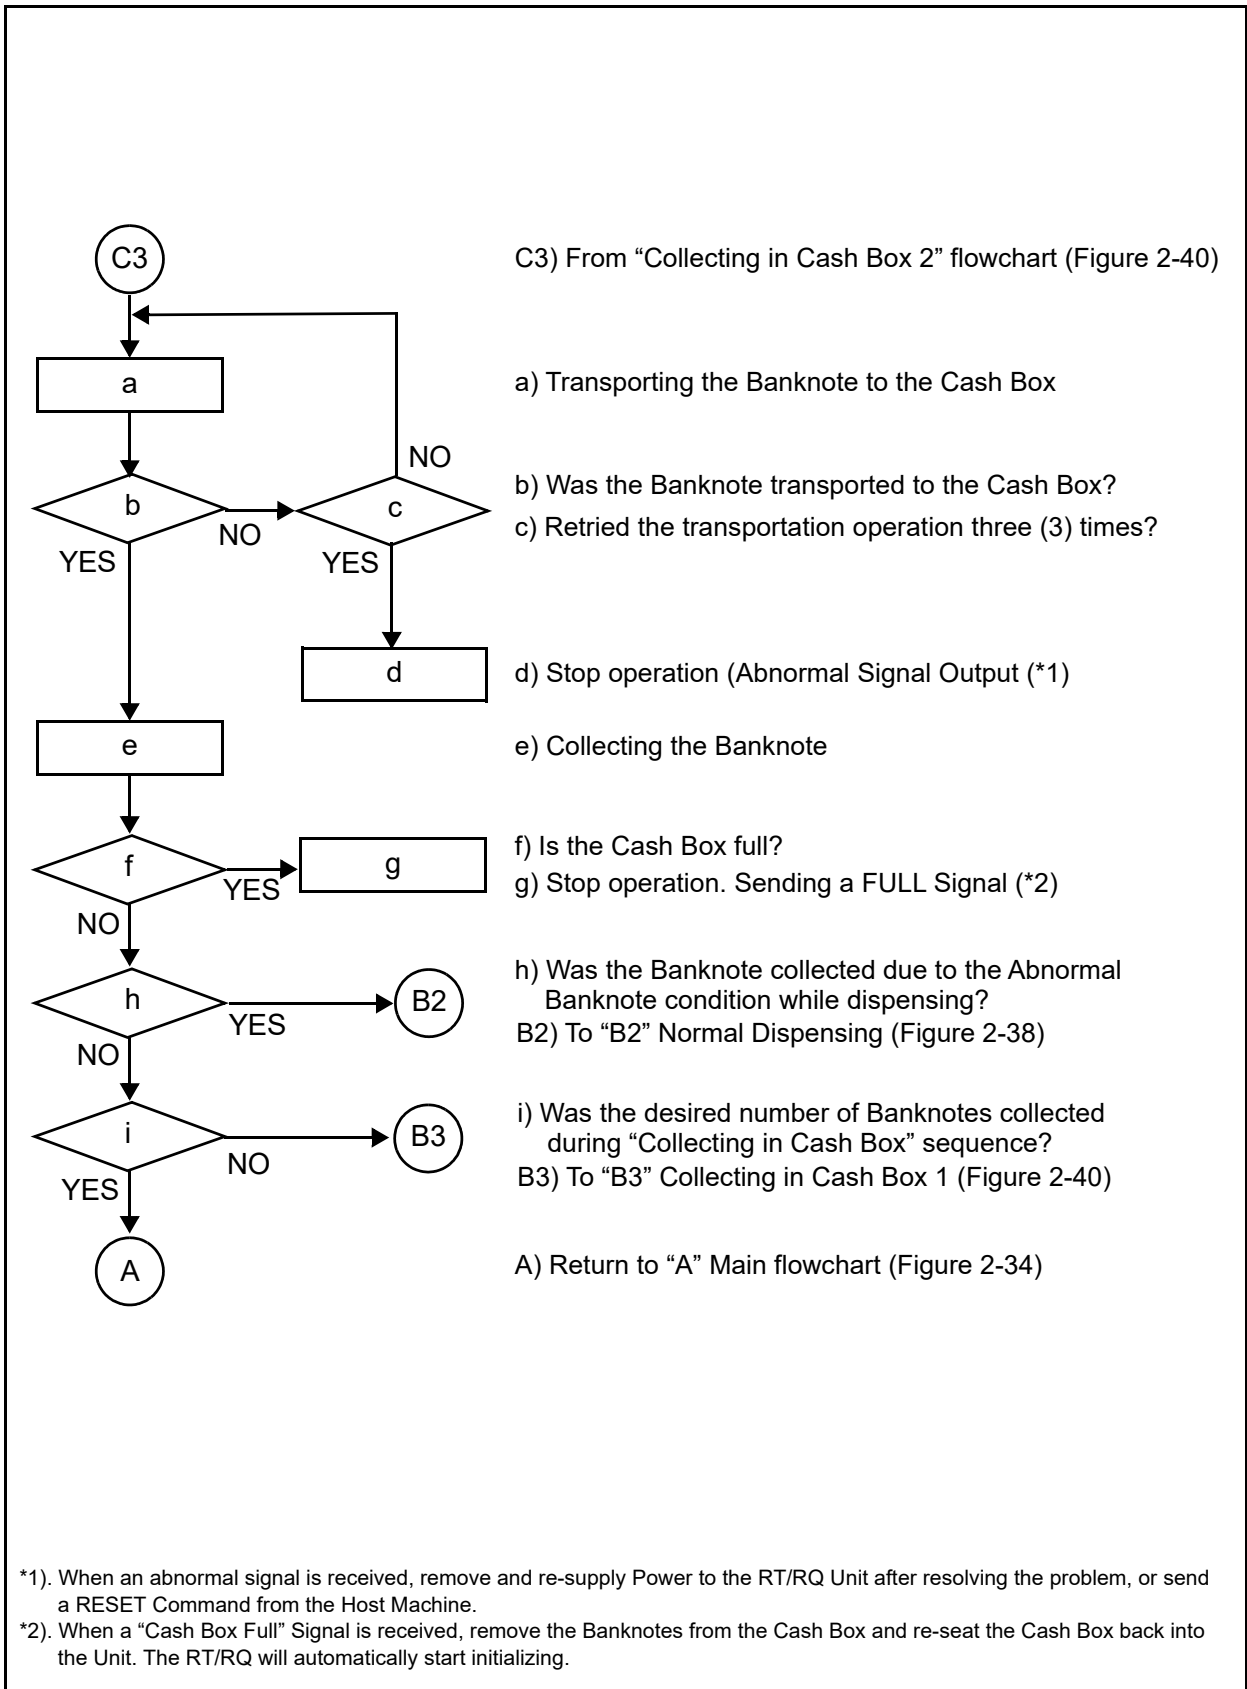 C3
C3) From “Collecting in Cash Box 2” flowchart (Figure 2-40)
a
a) Transporting the Banknote to the Cash Box
NO
b
c
b) Was the Banknote transported to the Cash Box?
NO
c) Retried the transportation operation three (3) times?
YES
YES
d
d) Stop operation (Abnormal Signal Output (*1)
e
e) Collecting the Banknote
f
g
f) Is the Cash Box full?
YES
g) Stop operation. Sending a FULL Signal (*2)
NO
h
B2
h) Was the Banknote collected due to the Abnormal
Banknote condition while dispensing?
YES
B2) To “B2” Normal Dispensing (Figure 2-38)
NO
i
B3
i) Was the desired number of Banknotes collected
during “Collecting in Cash Box” sequence?
NO
B3) To “B3” Collecting in Cash Box 1 (Figure 2-40)
YES
A
A) Return to “A” Main flowchart (Figure 2-34)
*1). When an abnormal signal is received, remove and re-supply Power to the RT/RQ Unit after resolving the problem, or send
a RESET Command from the Host Machine.
*2). When a “Cash Box Full” Signal is received, remove the Banknotes from the Cash Box and re-seat the Cash Box back into
the Unit. The RT/RQ will automatically start initializing.